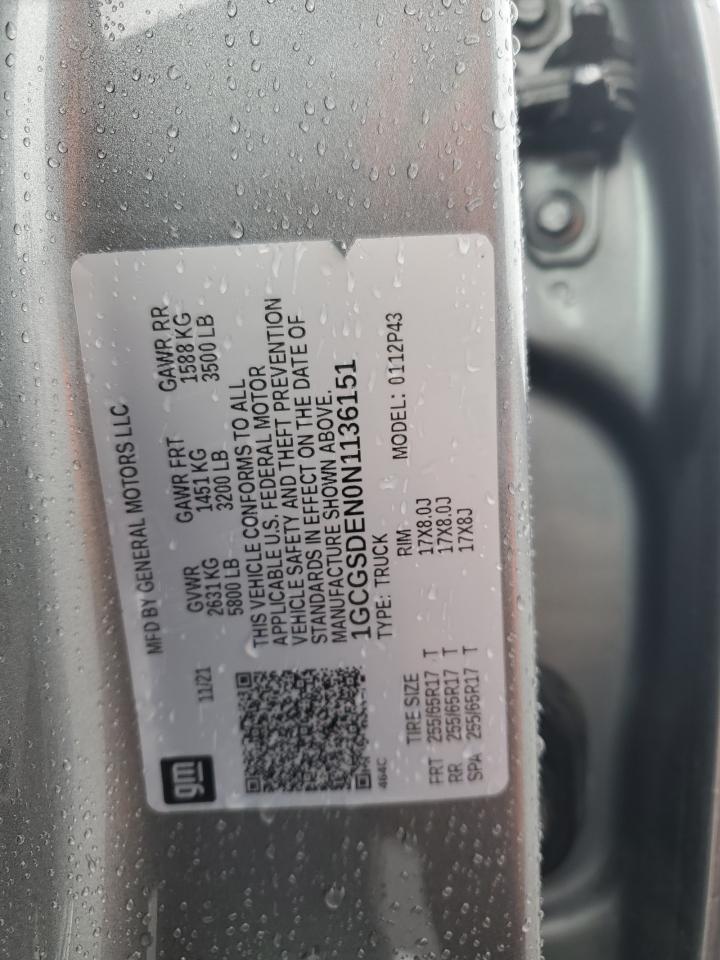 gm
MFD BY GENERAL MOTORS LLC
11/21
GVWR GAWR FRT GAWR RR
2631 KG 1451 KG 1588 KG
5800 LB 3200 LB 3500 LB
THIS VEHICLE CONFORMS TO ALL
APPLICABLE U.S. FEDERAL MOTOR
VEHICLE SAFETY AND THEFT PREVENTION
STANDARDS IN EFFECT ON THE DATE OF
MANUFACTURE SHOWN ABOVE.
1GCGSDEN0N1136151
464C
TYPE: TRUCK MODEL: 0112P43
TIRE SIZE RIM
FRT 255/65R17 T 17X8.0J
RR 255/65R17 T 17X8.0J
SPA 255/65R17 T 17X8J